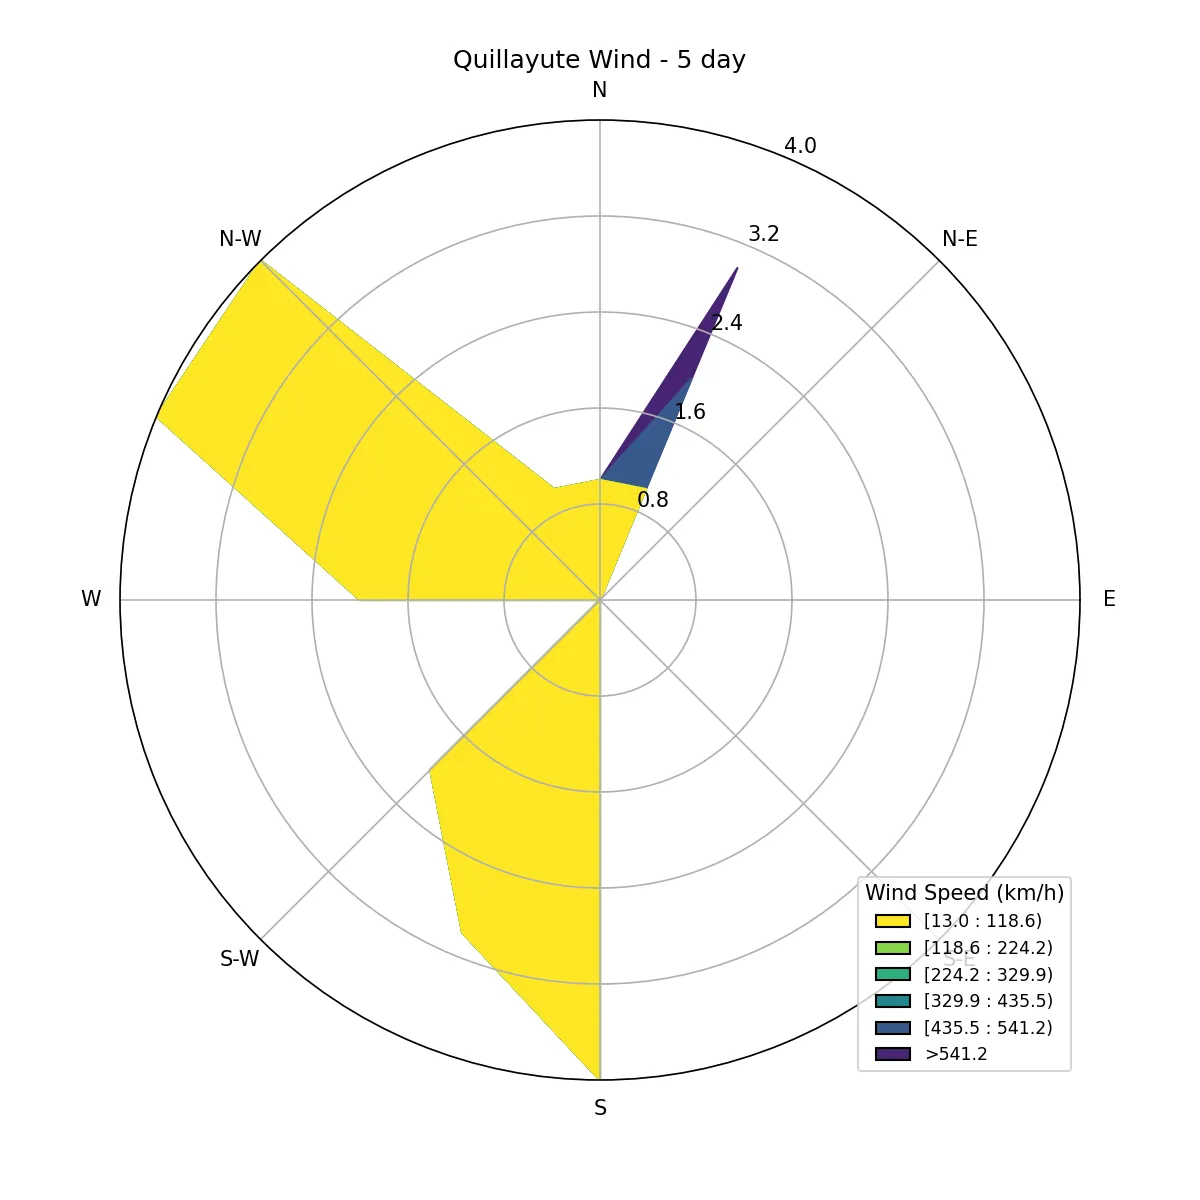 Quillayute Wind - 5 day
N
4.0
N-W
3.2
N-E
2.4
1.6
0.8
W
E
S-W
S-E
S
Wind Speed (km/h)
[13.0 : 118.6)
[118.6 : 224.2)
[224.2 : 329.9)
[329.9 : 435.5)
[435.5 : 541.2)
>541.2